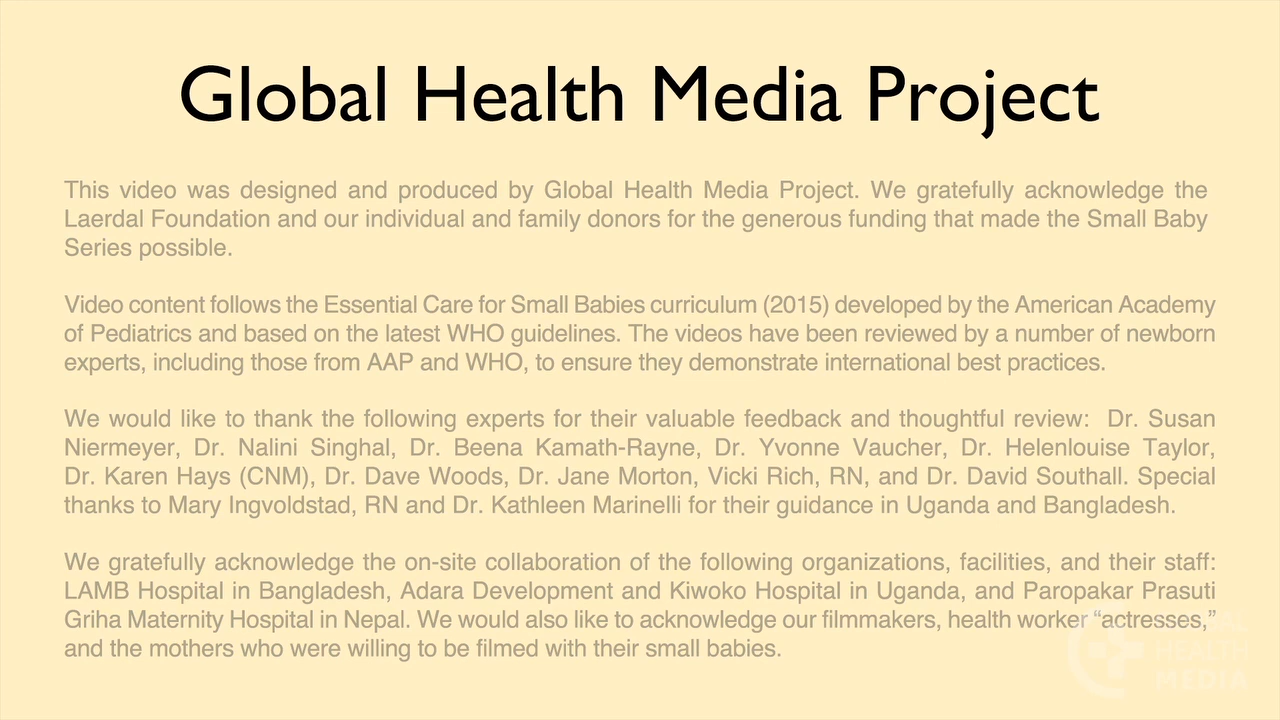 Global Health Media Project
This video was designed and produced by Global Health Media Project. We gratefully acknowledge the
Laerdal Foundation and our individual and family donors for the generous funding that made the Small Baby
Series possible.
Video content follows the Essential Care for Small Babies curriculum (2015) developed by the American Academy
of Pediatrics and based on the latest WHO guidelines. The videos have been reviewed by a number of newborn
experts, including those from AAP and WHO, to ensure they demonstrate international best practices.
We would like to thank the following experts for their valuable feedback and thoughtful review:  Dr. Susan
Niermeyer, Dr. Nalini Singhal, Dr. Beena Kamath-Rayne, Dr. Yvonne Vaucher, Dr. Helenlouise Taylor,
Dr. Karen Hays (CNM), Dr. Dave Woods, Dr. Jane Morton, Vicki Rich, RN, and Dr. David Southall. Special
thanks to Mary Ingvoldstad, RN and Dr. Kathleen Marinelli for their guidance in Uganda and Bangladesh.
We gratefully acknowledge the on-site collaboration of the following organizations, facilities, and their staff:
LAMB Hospital in Bangladesh, Adara Development and Kiwoko Hospital in Uganda, and Paropakar Prasuti
Griha Maternity Hospital in Nepal. We would also like to acknowledge our filmmakers, health worker “actresses,”
and the mothers who were willing to be filmed with their small babies.
GLOBAL
HEALTH
MEDIA